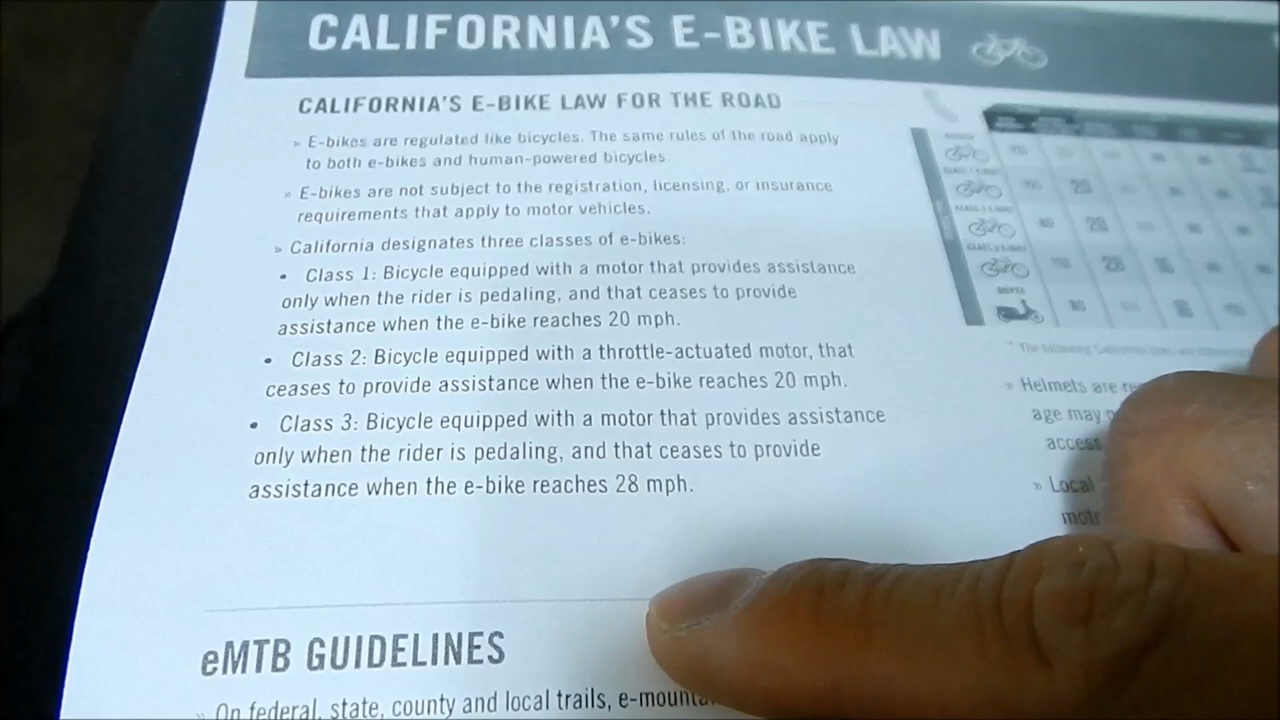 CALIFORNIA'S E-BIKE LAW
CALIFORNIA'S E-BIKE LAW FOR THE ROAD
» E-bikes are regulated like bicycles. The same rules of the road apply
to both e-bikes and human-powered bicycles.
» E-bikes are not subject to the registration, licensing, or insurance
requirements that apply to motor vehicles.
» California designates three classes of e-bikes:
• Class 1: Bicycle equipped with a motor that provides assistance
only when the rider is pedaling, and that ceases to provide
assistance when the e-bike reaches 20 mph.
• Class 2: Bicycle equipped with a throttle-actuated motor, that
ceases to provide assistance when the e-bike reaches 20 mph.
• Class 3: Bicycle equipped with a motor that provides assistance
only when the rider is pedaling, and that ceases to provide
assistance when the e-bike reaches 28 mph.
eMTB GUIDELINES
» On federal, state, county and local trails,
20
20
28
MOPED
NO
» Helmets are
age may
access
» Local